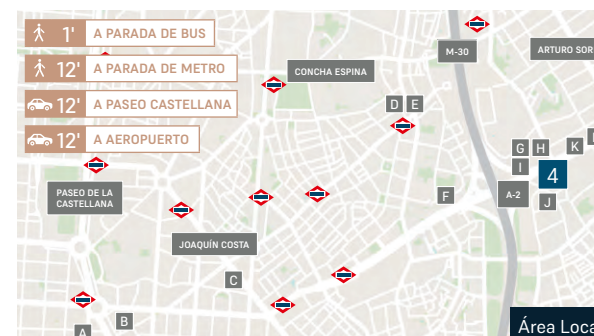 1' A PARADA DE BUS
12' A PARADA DE METRO
12' A PASEO CASTELLANA
12' A AEROPUERTO
M-30
ARTURO SOR
CONCHA ESPINA
D E
G H K
I
4
PASEO DE LA
CASTELLANA
F
A-2
J
JOAQUÍN COSTA
C
B
A
Área Loca